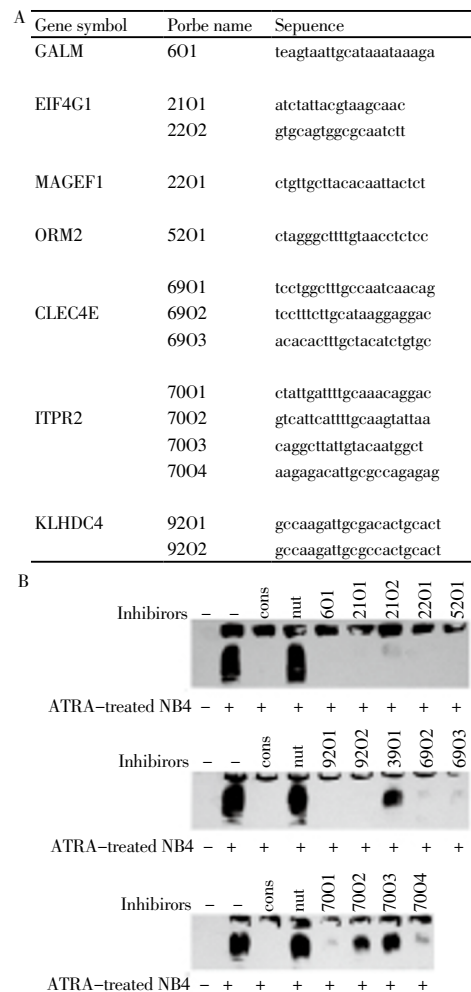 A
Gene symbol Porbe name Sepuence
GALM 6O1 teagtaattgcataaataaaga
EIF4G1 21O1 atctattacgtaagcaac
22O2 gtgcagtggcgcaatctt
MAGEF1 22O1 ctgttgcttacacaattactct
ORM2 52O1 ctagggcttttgtaacctctcc
69O1 tcctggctttgccaatcaacag
CLEC4E 69O2 tcctttcttgcataaggaggac
69O3 acacactttgctacatctgtgc
70O1 ctattgattttgcaaacaggac
ITPR2 70O2 gtcattcattttgcaagtattaa
70O3 caggcttattgtacaatggct
70O4 aagagacattgcgccagagag
KLHDC4 92O1 gccaagattgcgacactgcact
92O2 gccaagattgcgccactgcact
B
Inhibirors – – cons nut 6O1 21O1 21O2 22O1 52O1
ATRA–treated NB4 – + + + + + + + +
Inhibirors – – cons nut 92O1 92O2 39O1 69O2 69O3
ATRA–treated NB4 – + + + + + + + +
Inhibirors – – cons nut 70O1 70O2 70O3 70O4
ATRA–treated NB4 – + + + + + + +